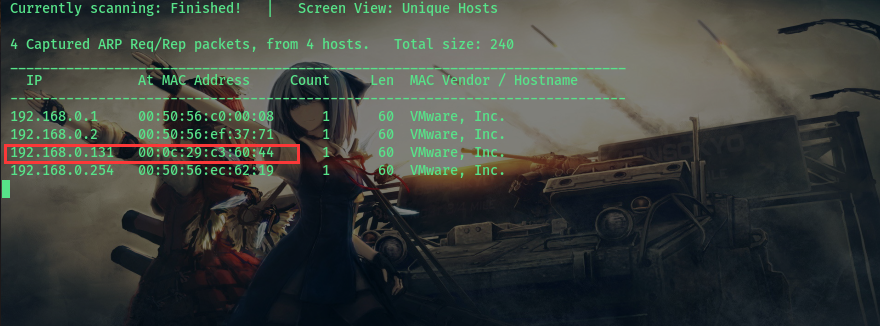 Currently scanning: Finished!   |   Screen View: Unique Hosts
4 Captured ARP Req/Rep packets, from 4 hosts.   Total size: 240
_____________________________________________________________________________
  IP            At MAC Address     Count     Len  MAC Vendor / Hostname
-----------------------------------------------------------------------------
192.168.0.1     00:50:56:c0:00:08      1      60  VMware, Inc.
192.168.0.2     00:50:56:ef:37:71      1      60  VMware, Inc.
192.168.0.131   00:0c:29:c3:60:44      1      60  VMware, Inc.
192.168.0.254   00:50:56:ec:62:19      1      60  VMware, Inc.